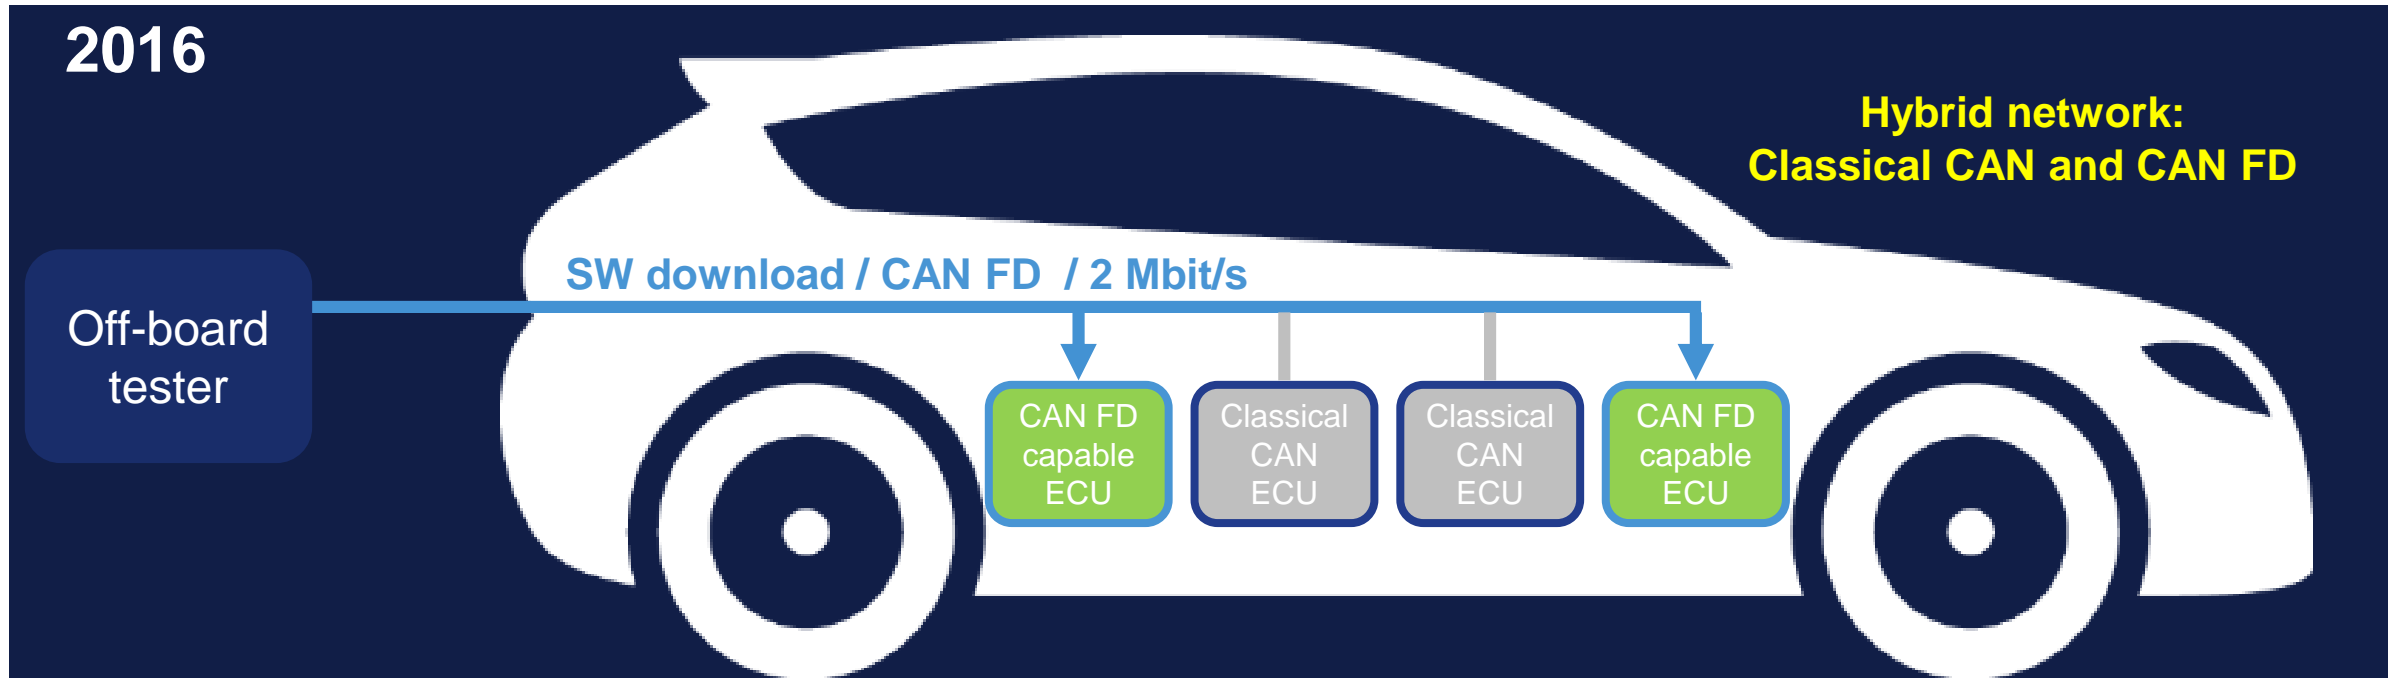 2016
Hybrid network:
Classical CAN and CAN FD
SW download / CAN FD / 2 Mbit/s
Off-board
tester
CAN FD
capable
ECU
Classical
CAN
ECU
Classical
CAN
ECU
CAN FD
capable
ECU